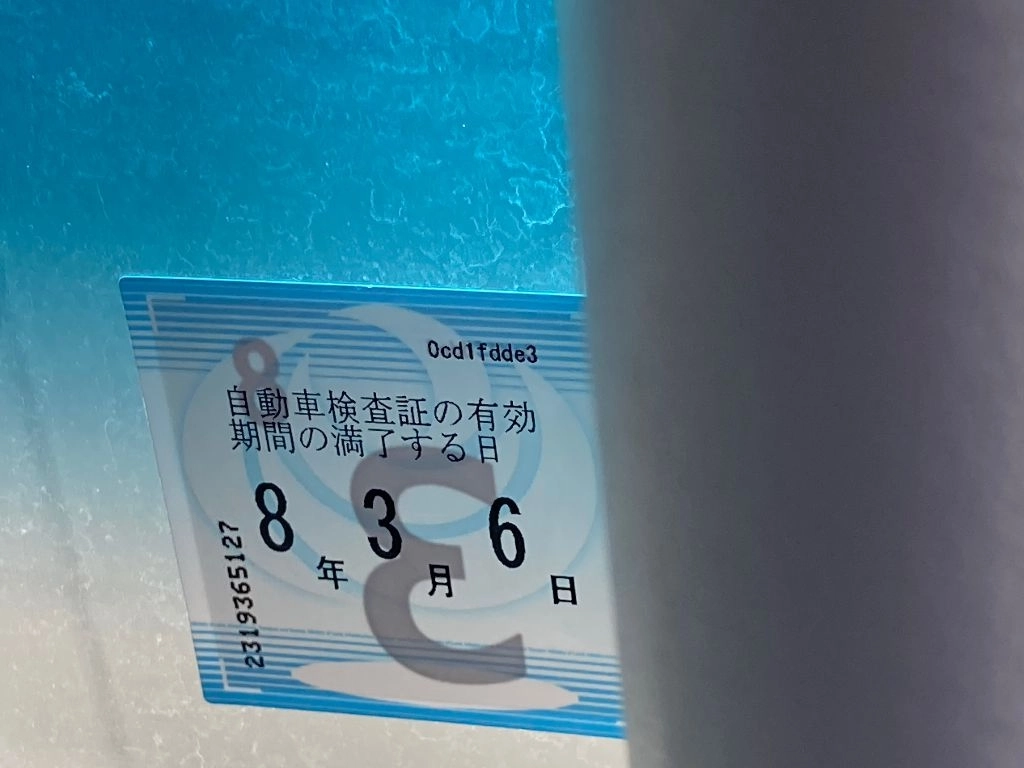 0cd1fdde3
自動車検査証の有効
期間の満了する日
8年3月6日
2319365127